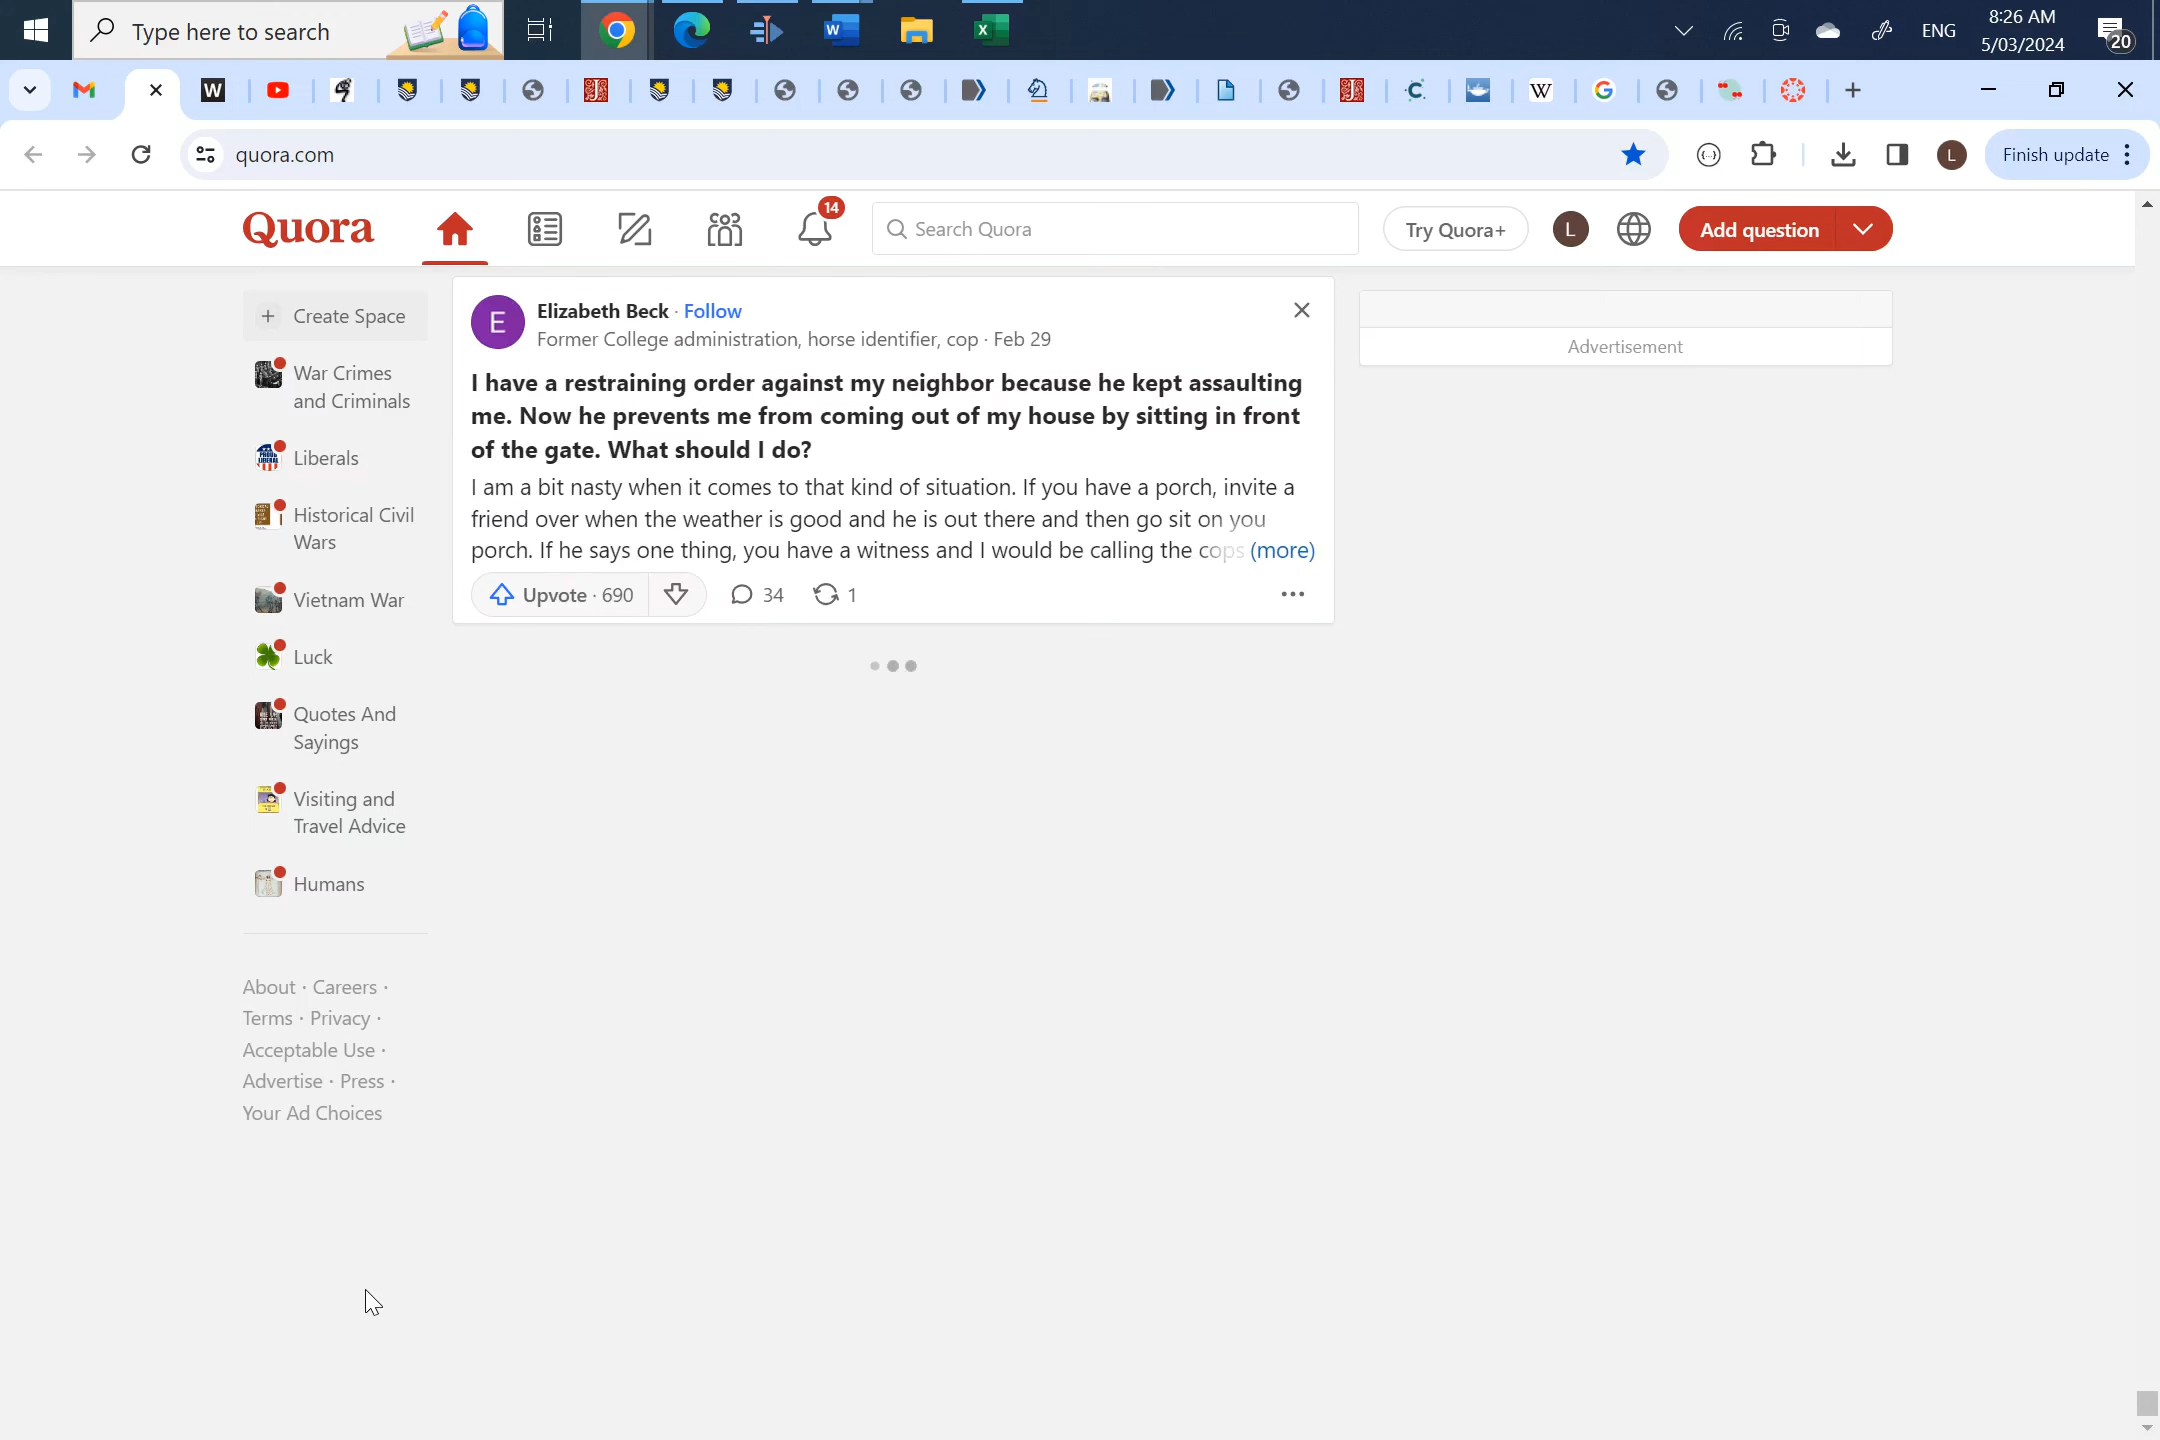 Type here to search
ENG
8:26 AM
5/03/2024
20
quora.com
Finish update
Quora
14
Search Quora
Try Quora+
L
Add question
Create Space
War Crimes
and Criminals
Liberals
Historical Civil
Wars
Vietnam War
Luck
Quotes And
Sayings
Visiting and
Travel Advice
Humans
About · Careers ·
Terms · Privacy ·
Acceptable Use ·
Advertise · Press ·
Your Ad Choices
E
Elizabeth Beck · Follow
Former College administration, horse identifier, cop · Feb 29
I have a restraining order against my neighbor because he kept assaulting
me. Now he prevents me from coming out of my house by sitting in front
of the gate. What should I do?
I am a bit nasty when it comes to that kind of situation. If you have a porch, invite a
friend over when the weather is good and he is out there and then go sit on you
porch. If he says one thing, you have a witness and I would be calling the cops (more)
Upvote · 690
34
1
Advertisement